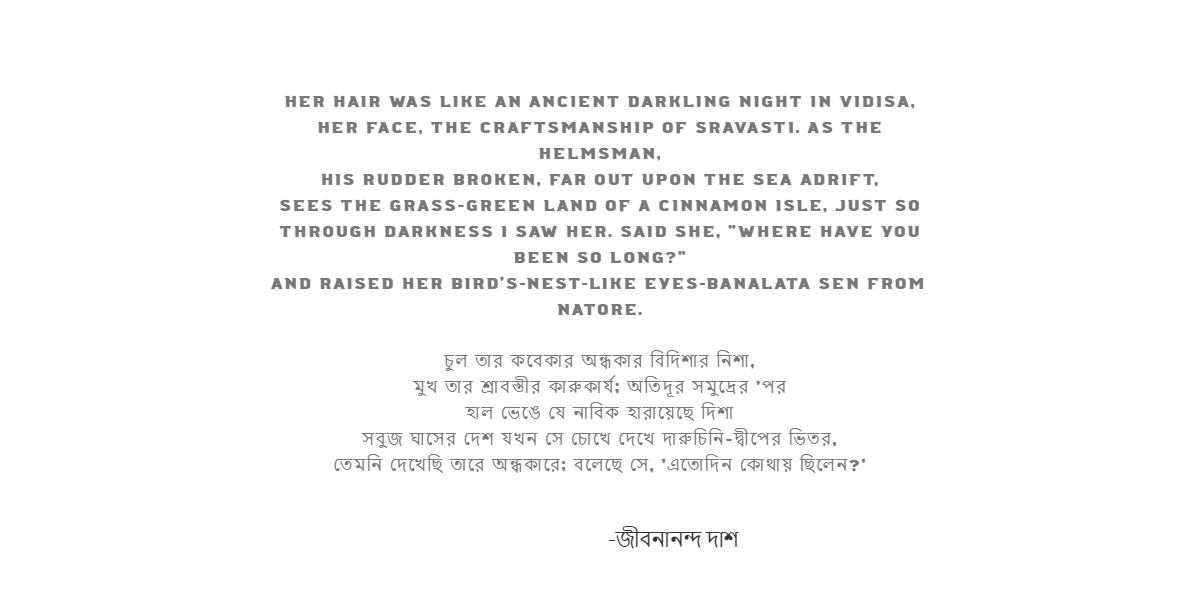 HER HAIR WAS LIKE AN ANCIENT DARKLING NIGHT IN VIDISA,
HER FACE, THE CRAFTSMANSHIP OF SRAVASTI. AS THE
HELMSMAN,
HIS RUDDER BROKEN, FAR OUT UPON THE SEA ADRIFT,
SEES THE GRASS-GREEN LAND OF A CINNAMON ISLE, JUST SO
THROUGH DARKNESS I SAW HER. SAID SHE, "WHERE HAVE YOU
BEEN SO LONG?"
AND RAISED HER BIRD'S-NEST-LIKE EYES-BANALATA SEN FROM
NATORE.
চুল তার কবেকার অন্ধকার বিদিশার নিশা,
মুখ তার শ্রাবস্তীর কারুকার্য; অতিদূর সমুদ্রের 'পর
হাল ভেঙে যে নাবিক হারায়েছে দিশা
সবুজ ঘাসের দেশ যখন সে চোখে দেখে দারুচিনি-দ্বীপের ভিতর,
তেমনি দেখেছি তারে অন্ধকারে; বলেছে সে, 'এতোদিন কোথায় ছিলেন?'
-জীবনানন্দ দাশ